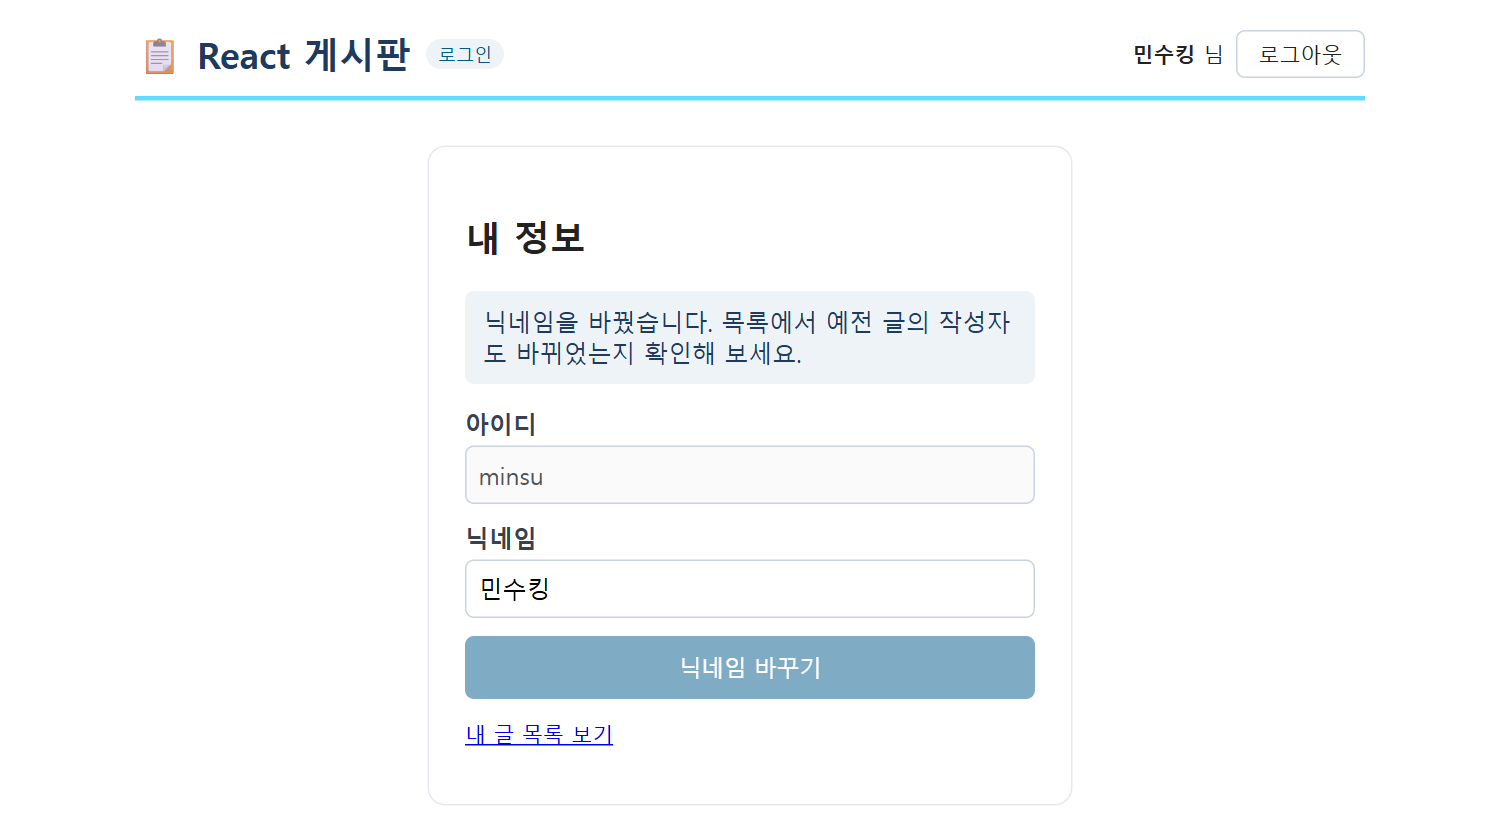 React 게시판 로그인
민수킹 님 로그아웃
내 정보
닉네임을 바꿨습니다. 목록에서 예전 글의 작성자
도 바뀌었는지 확인해 보세요.
아이디
minsu
닉네임
민수킹
닉네임 바꾸기
내 글 목록 보기